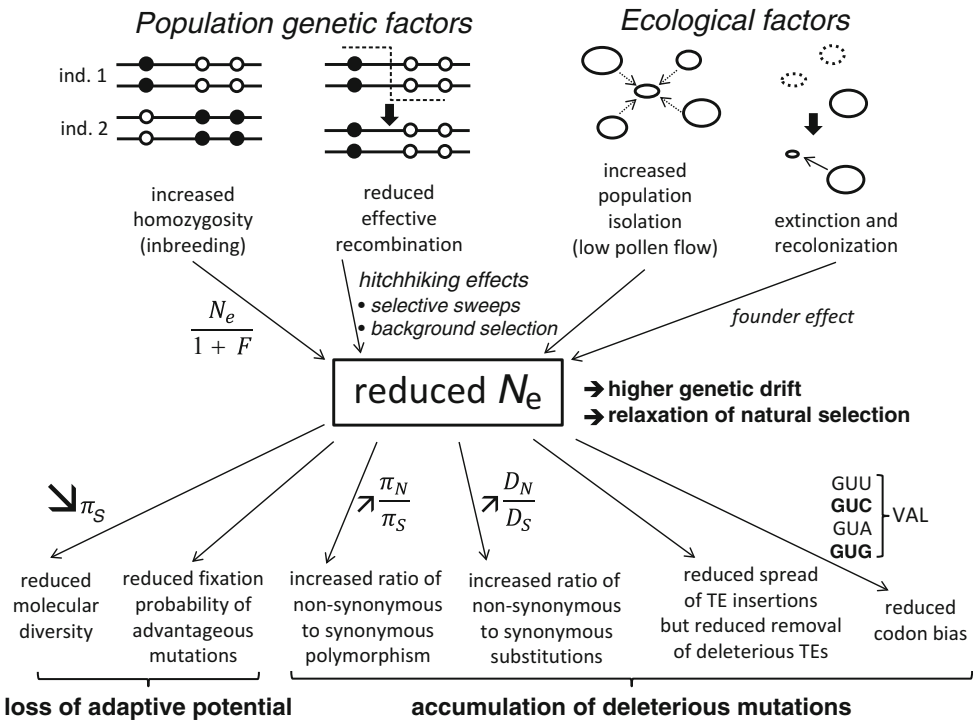 Population genetic factors
Ecological factors
ind. 1
ind. 2
increased
homozygosity
(inbreeding)
reduced
effective
recombination
increased
population
isolation
(low pollen flow)
extinction and
recolonization
hitchhiking effects
• selective sweeps
• background selection
N_e
1 + F
founder effect
reduced N_e
➔ higher genetic drift
➔ relaxation of natural selection
π_S
π_N
π_S
D_N
D_S
GUU
GUC
GUA
GUG
VAL
reduced
molecular
diversity
reduced fixation
probability of
advantageous
mutations
increased ratio of
non-synonymous
to synonymous
polymorphism
increased ratio of
non-synonymous
to synonymous
substitutions
reduced spread
of TE insertions
but reduced removal
of deleterious TEs
reduced
codon bias
loss of adaptive potential
accumulation of deleterious mutations